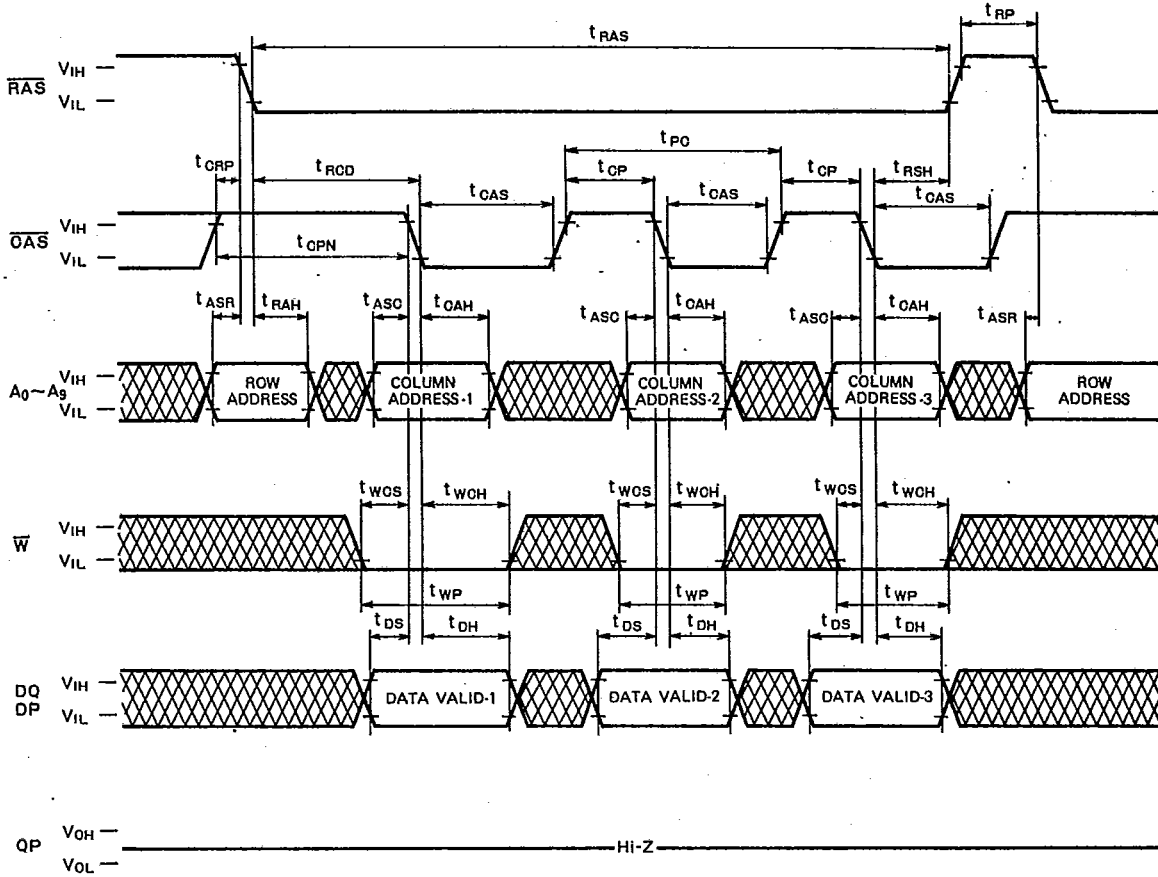 tRP
tRAS
RAS
VIH
VIL
tPC
tCRP
tRCD
tCP
tCP
tRSH
tCAS
tCAS
tCAS
CAS
VIH
VIL
tCPN
tASR
tRAH
tASC
tCAH
tASC
tCAH
tASC
tCAH
tASR
A0~A9
VIH
VIL
ROW ADDRESS
COLUMN ADDRESS-1
COLUMN ADDRESS-2
COLUMN ADDRESS-3
ROW ADDRESS
tWCS
tWCH
tWCS
tWCH
tWCS
tWCH
W
VIH
VIL
tWP
tWP
tWP
tDS
tDH
tDS
tDH
tDS
tDH
DQ
DP
VIH
VIL
DATA VALID-1
DATA VALID-2
DATA VALID-3
QP
VOH
VOL
Hi-Z